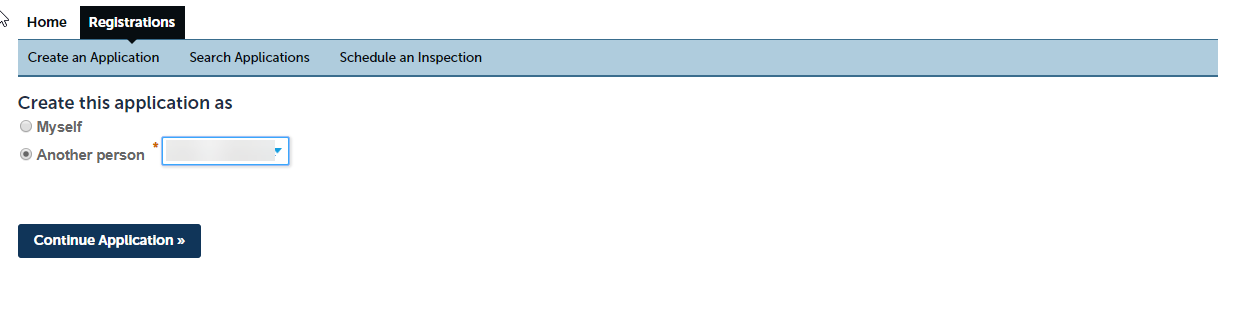 Home Registrations
Create an Application Search Applications Schedule an Inspection
Create this application as
Myself
Another person *
Continue Application »